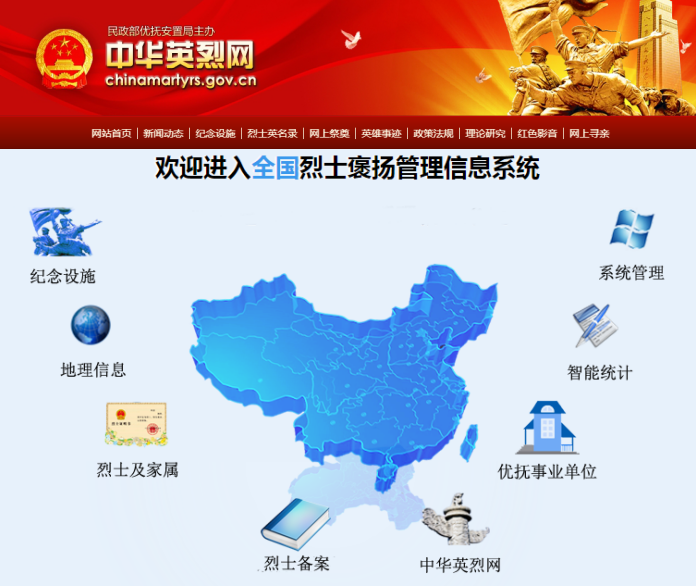 民政部优抚安置局主办
中华英烈网
chinamartyrs.gov.cn
网站首页 | 新闻动态 | 纪念设施 | 烈士英名录 | 网上祭奠 | 英雄事迹 | 政策法规 | 理论研究 | 红色影音 | 网上寻亲
欢迎进入全国烈士褒扬管理信息系统
纪念设施
系统管理
地理信息
智能统计
烈士及家属
优抚事业单位
烈士备案
中华英烈网